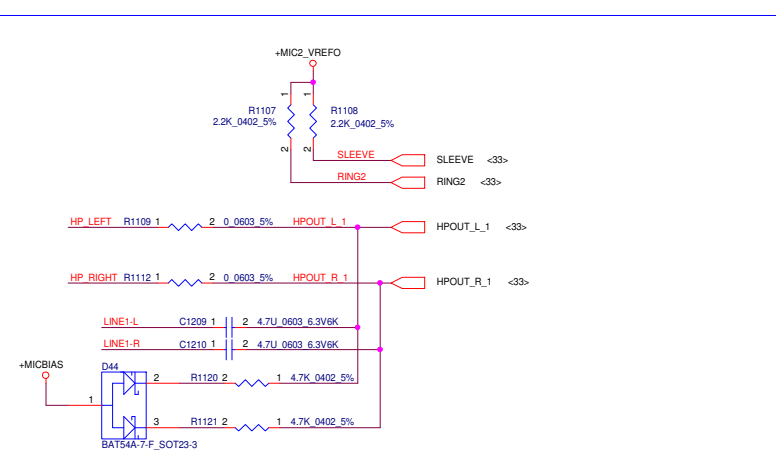 +MIC2_VREFO
1 1
R1107 R1108
2.2K_0402_5% 2.2K_0402_5%
2 2
SLEEVE SLEEVE <33>
RING2 RING2 <33>
HP_LEFT R1109 1 2 0_0603_5% HPOUT_L_1 HPOUT_L_1 <33>
HP_RIGHT R1112 1 2 0_0603_5% HPOUT_R_1 HPOUT_R_1 <33>
LINE1-L C1209 1 2 4.7U_0603_6.3V6K
LINE1-R C1210 1 2 4.7U_0603_6.3V6K
+MICBIAS
D44
2 R1120 2 1 4.7K_0402_5%
1
3 R1121 2 1 4.7K_0402_5%
BAT54A-7-F_SOT23-3